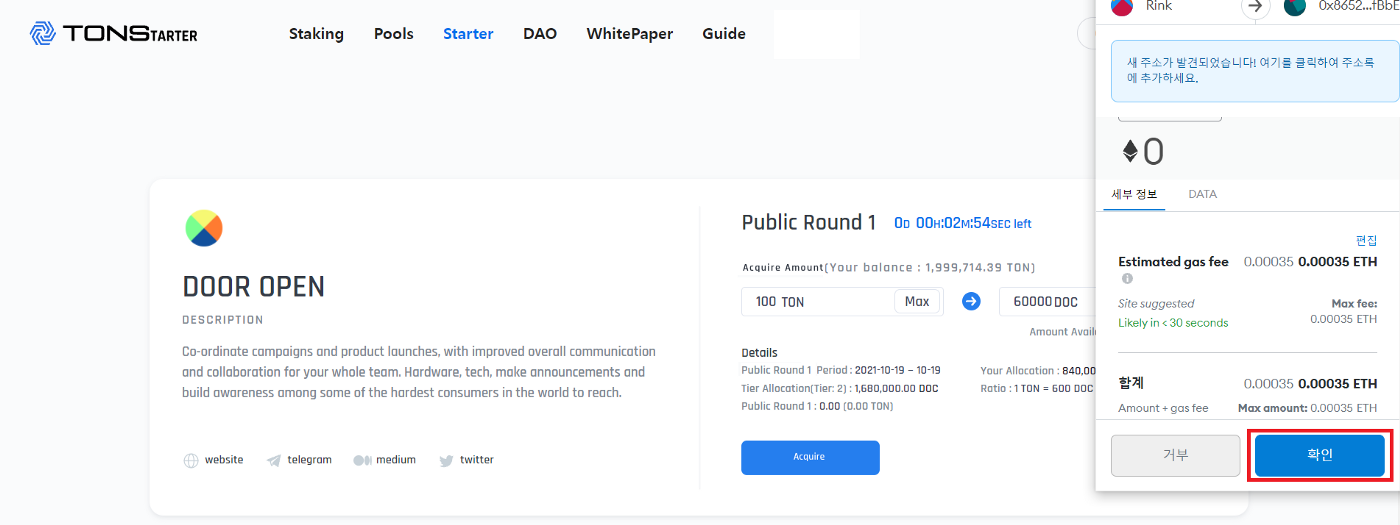 TONSTARTER
Staking Pools Starter DAO WhitePaper Guide
DOOR OPEN
DESCRIPTION
Co-ordinate campaigns and product launches, with improved overall communication
and collaboration for your whole team. Hardware, tech, make announcements and
build awareness among some of the hardest consumers in the world to reach.
website telegram medium twitter
Public Round 1 0D 00H:02M:54SEC left
Acquire Amount(Your balance : 1,999,714.39 TON)
100 TON Max 60000DOC
Amount Availa
Details
Public Round 1 Period : 2021-10-19 ~ 10-19 Your Allocation : 840,00
Tier Allocation(Tier: 2) : 1,680,000.00 DOC Ratio : 1 TON = 600 DOC
Public Round 1 : 0.00 (0.00 TON)
Acquire
Rink 0x8652...fBbE
새 주소가 발견되었습니다! 여기를 클릭하여 주소록
에 추가하세요.
0
세부 정보 DATA
편집
Estimated gas fee 0.00035 0.00035 ETH
Site suggested Max fee:
Likely in < 30 seconds 0.00035 ETH
합계 0.00035 0.00035 ETH
Amount + gas fee Max amount: 0.00035 ETH
거부 확인